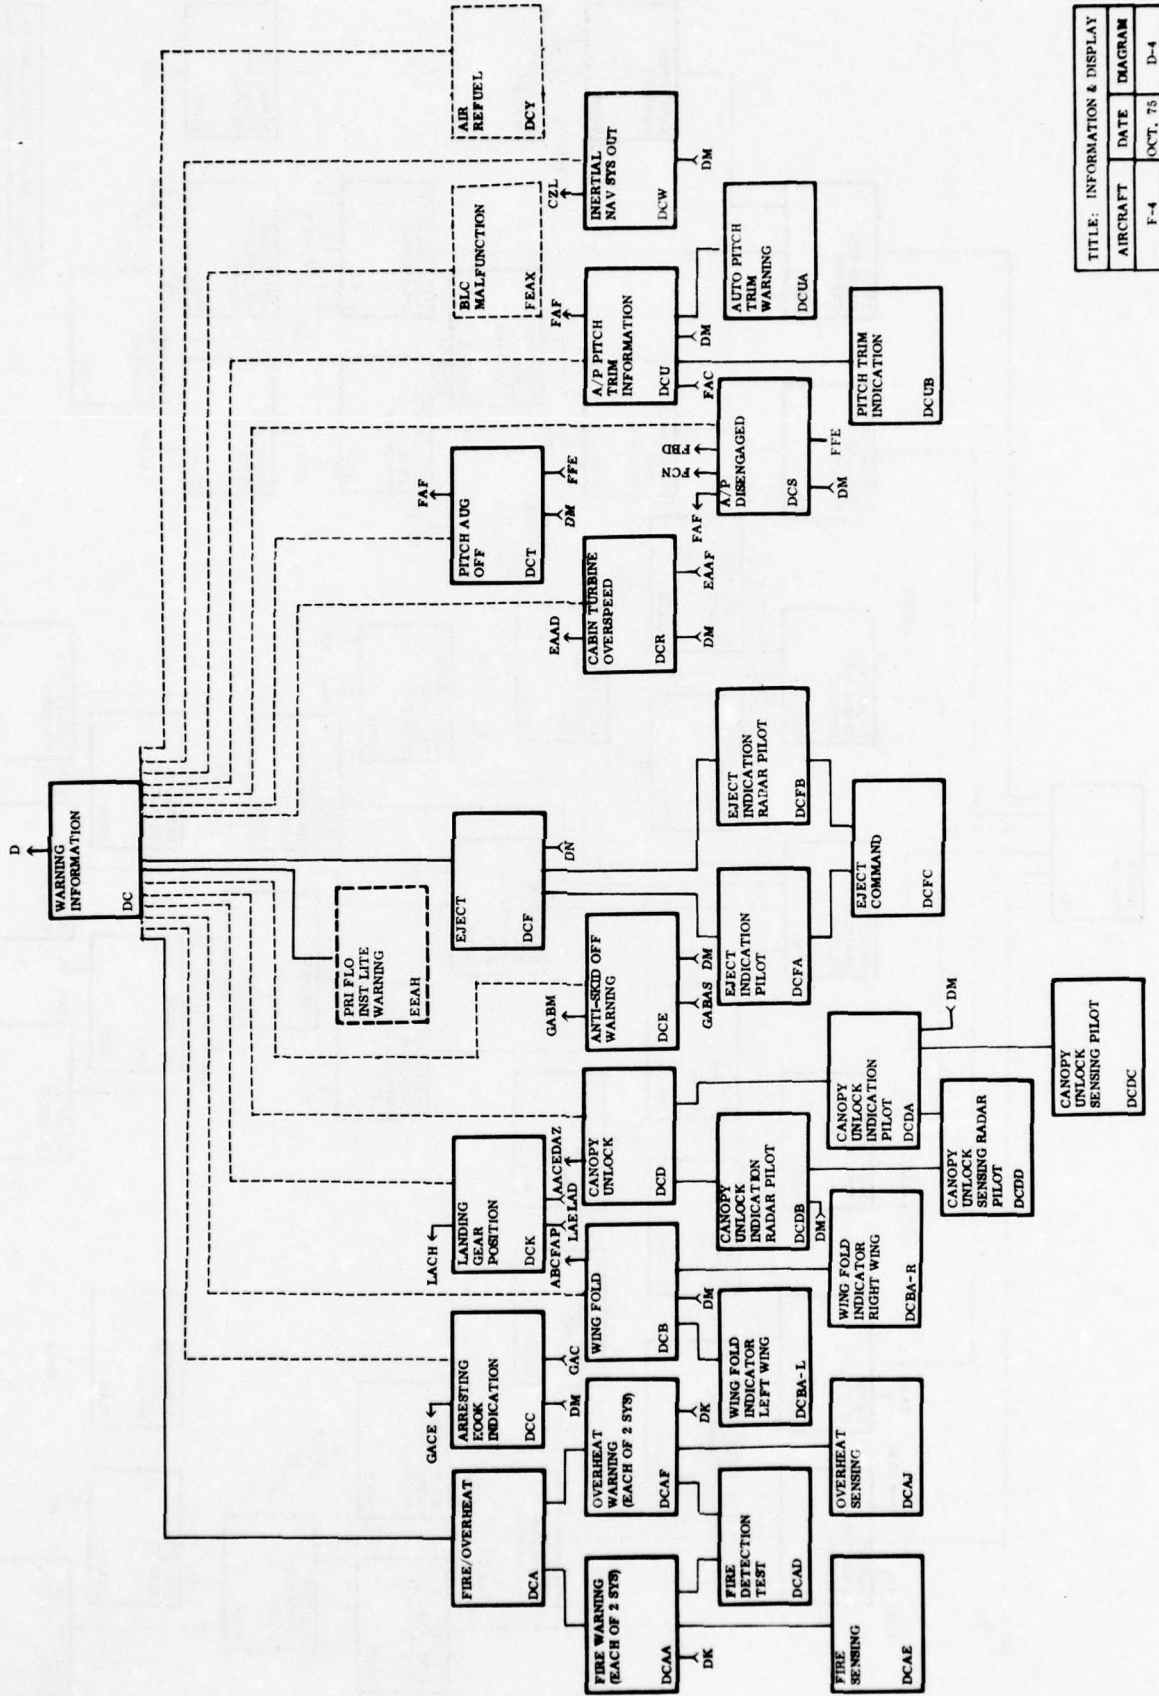 D
WARNING
INFORMATION
DC
PRI FLO
INST LITE
WARNING
EEAH
AIR
REFUEL
DCY
BLC
MALFUNCTION
FEAX
CZL
INERTIAL
NAV SYS OUT
DCW
DM
FAF
A/P PITCH
TRIM
INFORMATION
DCU
FAC
DM
AUTO PITCH
TRIM
WARNING
DCUA
PITCH TRIM
INDICATION
DCUB
FAF
A/P
DISENGAGED
DCS
DM
FFE
FAF
PITCH AUG
OFF
DCT
DM
FFE
EAAD
CABIN TURBINE
OVERSPEED
DCR
DM
EAAF
EJECT
DCF
DN
EJECT
INDICATION
RADAR PILOT
DCFB
EJECT
INDICATION
PILOT
DCFA
EJECT
COMMAND
DCFC
GABM
ANTI-SKID OFF
WARNING
DCE
GABAS
DM
AACEDAZ
CANOPY
UNLOCK
DCD
CANOPY
UNLOCK
INDICATION
RADAR PILOT
DCDB
DM
CANOPY
UNLOCK
INDICATION
PILOT
DCDA
DM
CANOPY
UNLOCK
SENSING RADAR
PILOT
DCDD
CANOPY
UNLOCK
SENSING PILOT
DCDC
LACH
LANDING
GEAR
POSITION
DCK
LAE
LAD
ABCFAP
WING FOLD
DCB
DM
WING FOLD
INDICATOR
LEFT WING
DCBA-L
WING FOLD
INDICATOR
RIGHT WING
DCBA-R
GACE
ARRESTING
EOOK
INDICATION
DCC
DM
GAC
FIRE/OVERHEAT
DCA
OVERHEAT
WARNING
(EACH OF 2 SYS)
DCAF
DK
FIRE WARNING
(EACH OF 2 SYS)
DCAA
DK
FIRE
DETECTION
TEST
DCAD
OVERHEAT
SENSING
DCAJ
FIRE
SENSING
DCAE
TITLE: INFORMATION & DISPLAY
AIRCRAFT DATE DIAGRAM
F-4 OCT. 75 D-4